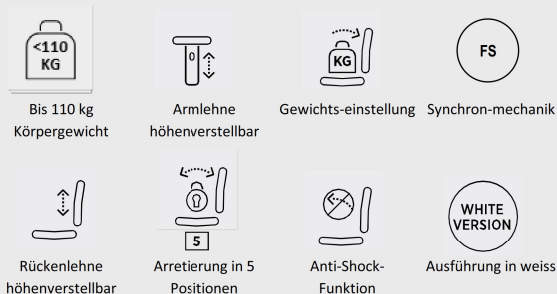 <110
KG
0
KG
FS
Bis 110 kg
Körpergewicht
Armlehne
höhenverstellbar
Gewichts-einstellung
Synchron-mechanik
5
WHITE
VERSION
Rückenlehne
höhenverstellbar
Arretierung in 5
Positionen
Anti-Shock-
Funktion
Ausführung in weiss